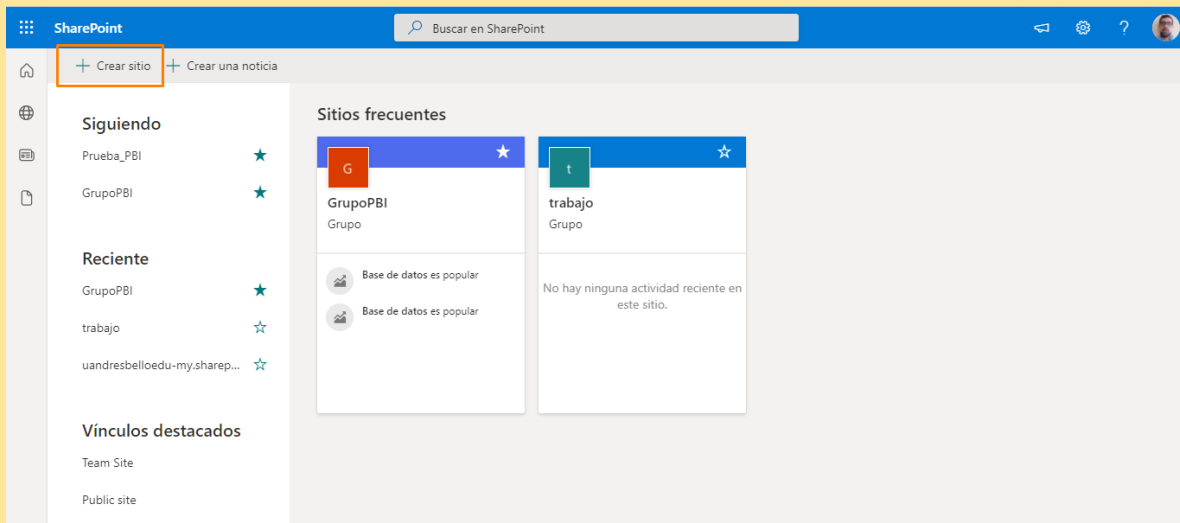 SharePoint
Buscar en SharePoint
?
+ Crear sitio
+ Crear una noticia
Siguiendo
Prueba_PBI
GrupoPBI
Reciente
GrupoPBI
trabajo
uandresbelloedu-my.sharep...
Vínculos destacados
Team Site
Public site
Sitios frecuentes
G
GrupoPBI
Grupo
Base de datos es popular
Base de datos es popular
t
trabajo
Grupo
No hay ninguna actividad reciente en
este sitio.